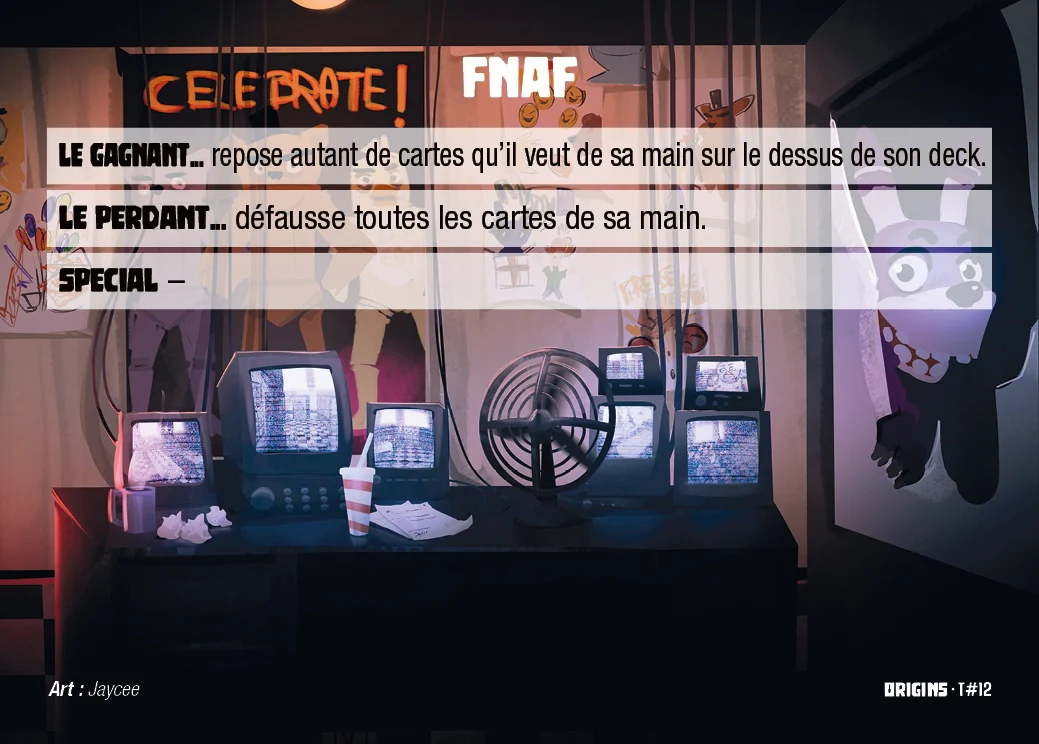 CELEBRATE!
FNAF
LE GAGNANT... repose autant de cartes qu'il veut de sa main sur le dessus de son deck.
LE PERDANT... défausse toutes les cartes de sa main.
SPECIAL –
Art : Jaycee
ORIGINS · T#12